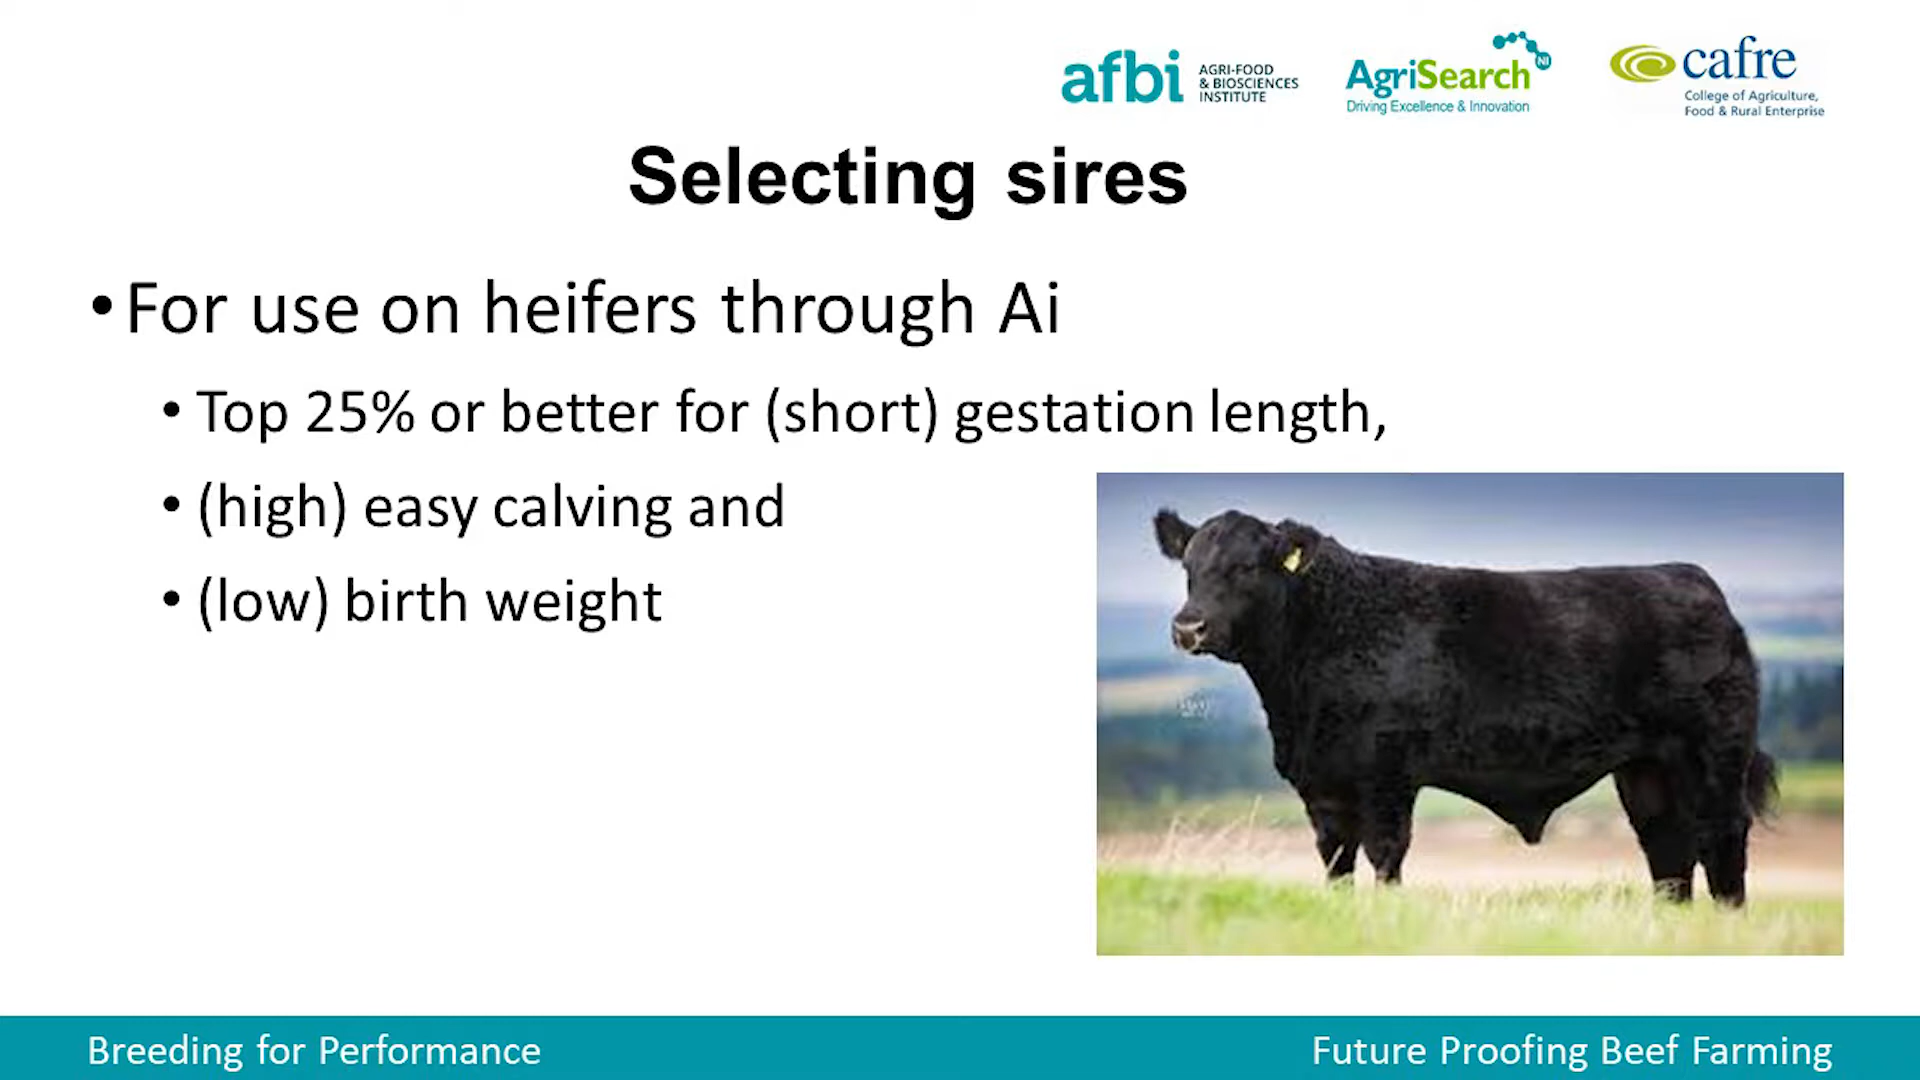 afbi
AGRI-FOOD
& BIOSCIENCES
INSTITUTE
AgriSearch NI
Driving Excellence & Innovation
cafre
College of Agriculture,
Food & Rural Enterprise
Selecting sires
• For use on heifers through Ai
• Top 25% or better for (short) gestation length,
• (high) easy calving and
• (low) birth weight
Breeding for Performance
Future Proofing Beef Farming